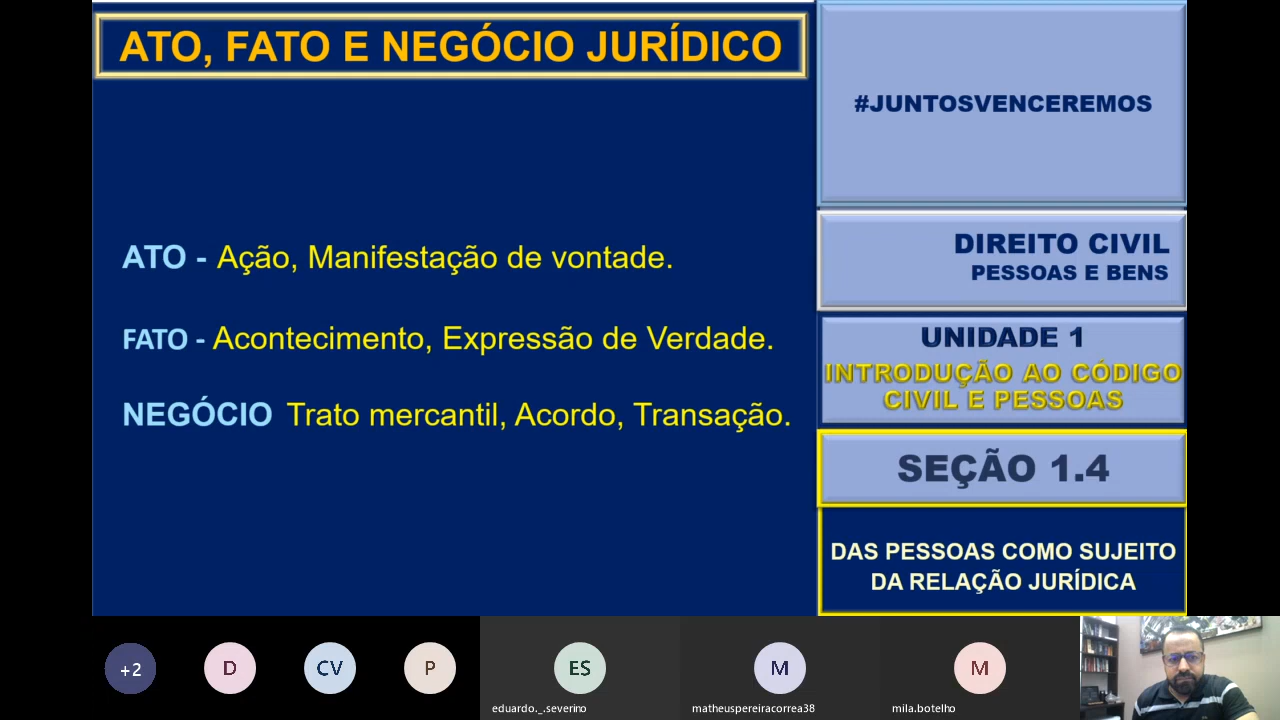 ATO, FATO E NEGÓCIO JURÍDICO
ATO - Ação, Manifestação de vontade.
FATO - Acontecimento, Expressão de Verdade.
NEGÓCIO Trato mercantil, Acordo, Transação.
#JUNTOSVENCEREMOS
DIREITO CIVIL
PESSOAS E BENS
UNIDADE 1
INTRODUÇÃO AO CÓDIGO
CIVIL E PESSOAS
SEÇÃO 1.4
DAS PESSOAS COMO SUJEITO
DA RELAÇÃO JURÍDICA
+2
D
CV
P
ES
M
M
eduardo._.severino
matheuspereiracorrea38
mila.botelho